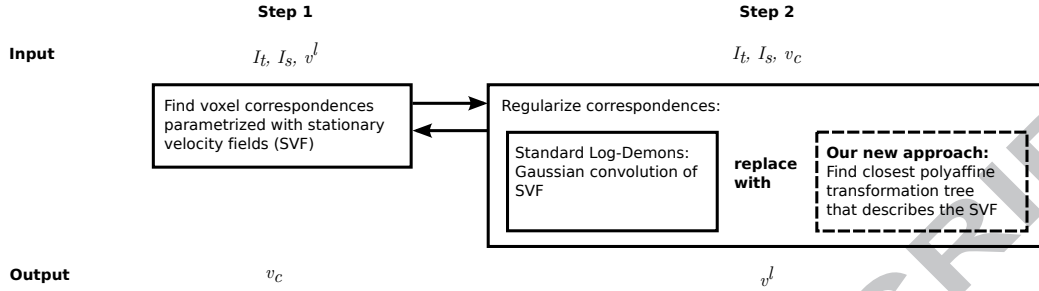 Step 1
Step 2
Input
I_t, I_s, v^l
I_t, I_s, v_c
Find voxel correspondences
parametrized with stationary
velocity fields (SVF)
Regularize correspondences:
Standard Log-Demons:
Gaussian convolution of
SVF
replace
with
Our new approach:
Find closest polyaffine
transformation tree
that describes the SVF
Output
v_c
v^l